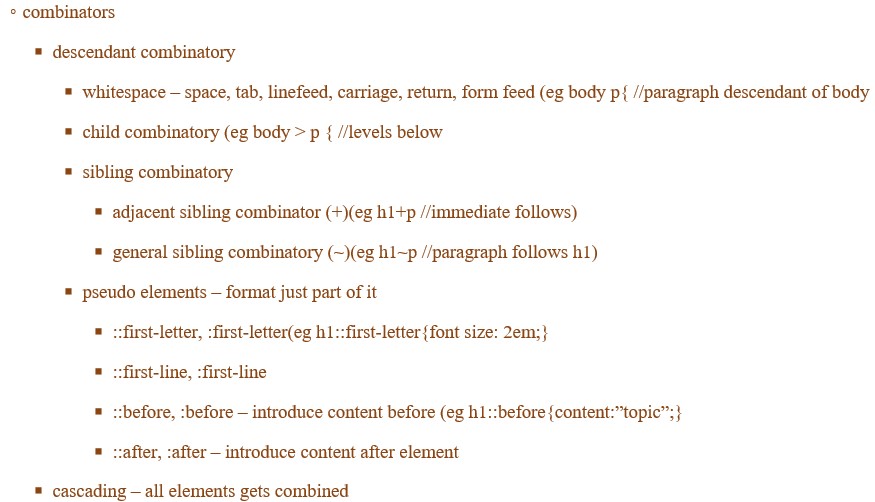 combinators
descendant combinatory
whitespace – space, tab, linefeed, carriage, return, form feed (eg body p{ //paragraph descendant of body
child combinatory (eg body > p { //levels below
sibling combinatory
adjacent sibling combinator (+)(eg h1+p //immediate follows)
general sibling combinatory (~)(eg h1~p //paragraph follows h1)
pseudo elements – format just part of it
::first-letter, :first-letter(eg h1::first-letter{font size: 2em;}
::first-line, :first-line
::before, :before – introduce content before (eg h1::before{content:”topic”;}
::after, :after – introduce content after element
cascading – all elements gets combined